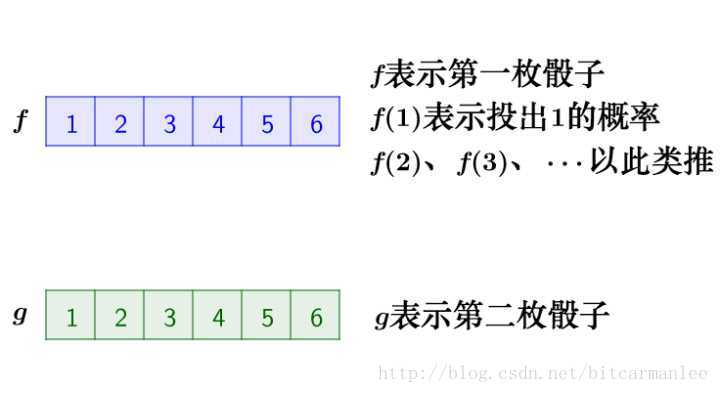 f表示第一枚骰子
f(1)表示投出1的概率
f 1 2 3 4 5 6
f(2)、f(3)、···以此类推
g 1 2 3 4 5 6
g表示第二枚骰子
http://blog.csdn.net/bitcarmanlee